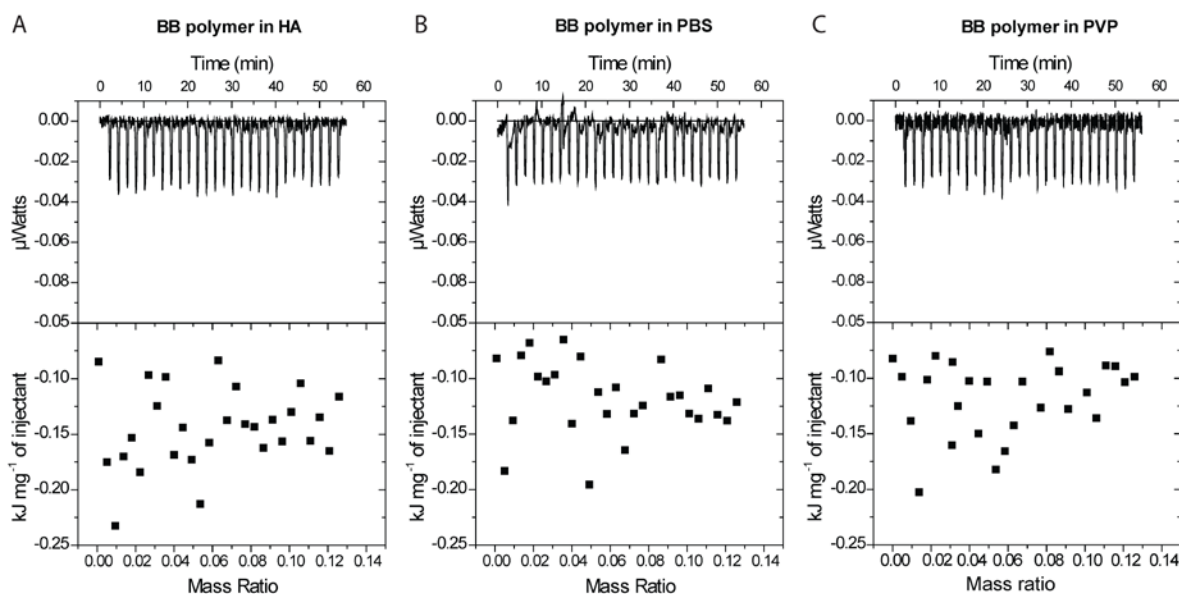 A
BB polymer in HA
Time (min)
0 10 20 30 40 50 60
0.00
-0.02
-0.04
-0.06
-0.08
-0.05
µWatts
-0.10
-0.15
-0.20
-0.25
kJ mg⁻¹ of injectant
0.00 0.02 0.04 0.06 0.08 0.10 0.12 0.14
Mass Ratio
B
BB polymer in PBS
Time (min)
0 10 20 30 40 50 60
0.00
-0.02
-0.04
-0.06
-0.08
-0.05
µWatts
-0.10
-0.15
-0.20
-0.25
kJ mg⁻¹ of injectant
0.00 0.02 0.04 0.06 0.08 0.10 0.12 0.14
Mass Ratio
C
BB polymer in PVP
Time (min)
0 10 20 30 40 50 60
0.00
-0.02
-0.04
-0.06
-0.08
-0.05
µWatts
-0.10
-0.15
-0.20
-0.25
kJ mg⁻¹ of injectant
0.00 0.02 0.04 0.06 0.08 0.10 0.12 0.14
Mass ratio